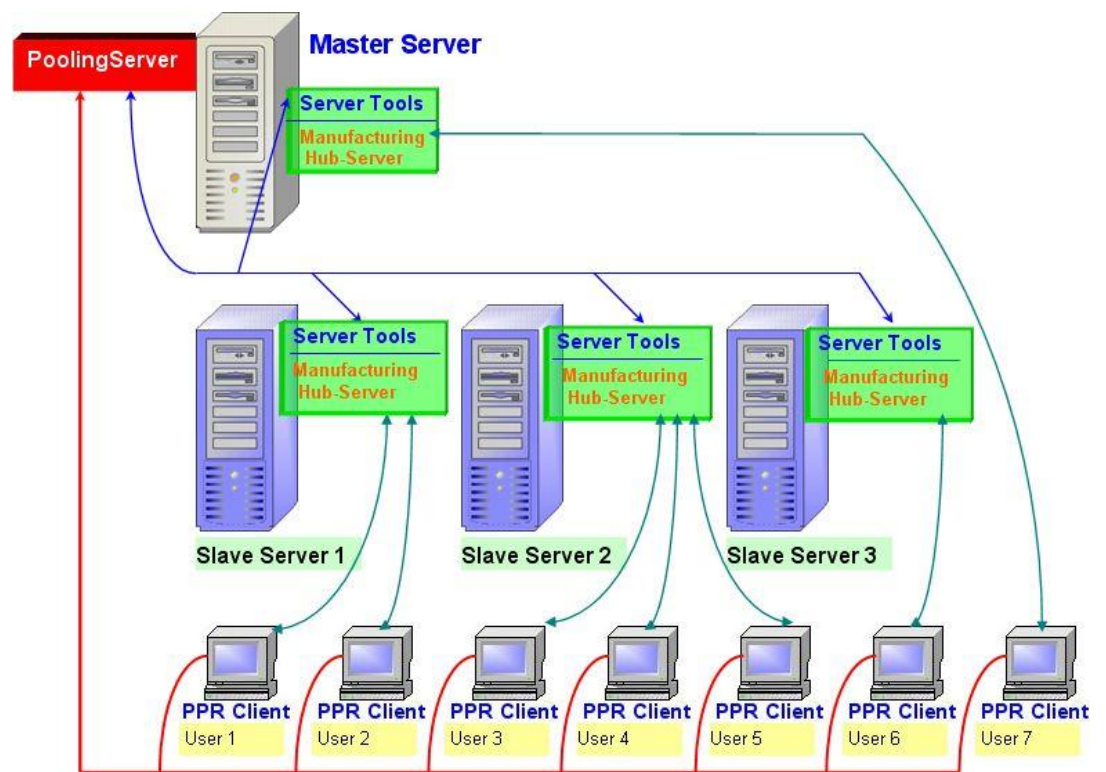 PoolingServer
Master Server
Server Tools
Manufacturing
Hub-Server
Server Tools
Manufacturing
Hub-Server
Server Tools
Manufacturing
Hub-Server
Server Tools
Manufacturing
Hub-Server
Slave Server 1
Slave Server 2
Slave Server 3
PPR Client
User 1
PPR Client
User 2
PPR Client
User 3
PPR Client
User 4
PPR Client
User 5
PPR Client
User 6
PPR Client
User 7